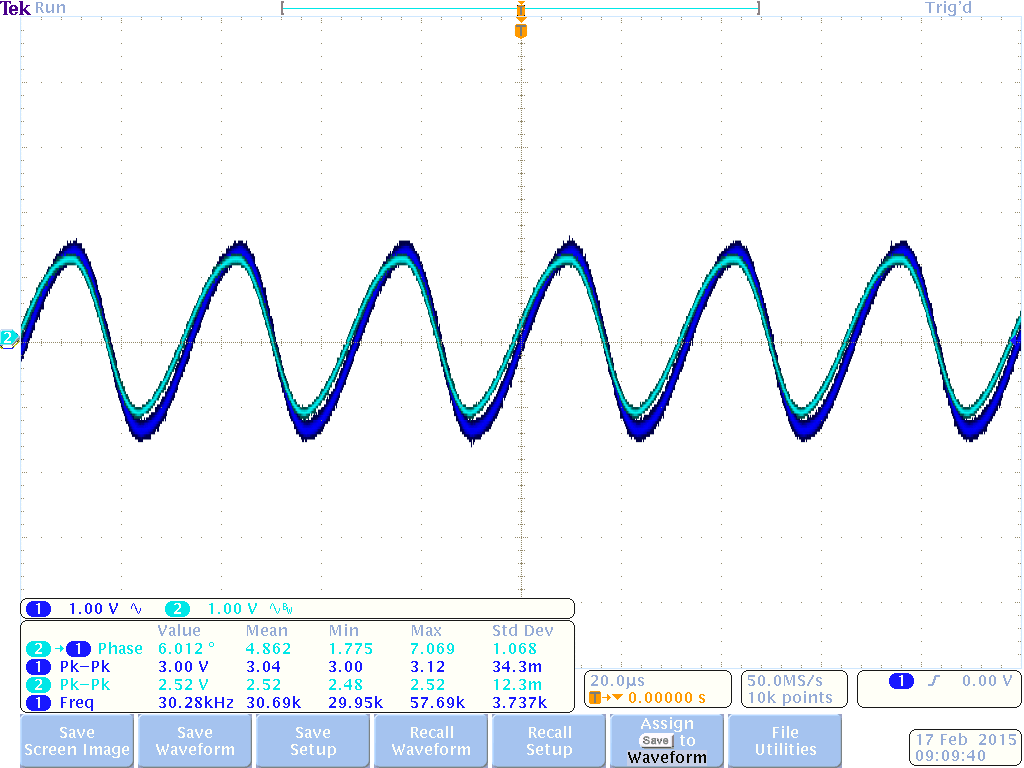 Tek Run Trig'd
T
T
2
1 1.00 V 2 1.00 V BW
Value Mean Min Max Std Dev
2 → 1 Phase 6.012 ° 4.862 1.775 7.069 1.068
1 Pk−Pk 3.00 V 3.04 3.00 3.12 34.3m
2 Pk−Pk 2.52 V 2.52 2.48 2.52 12.3m
1 Freq 30.28kHz 30.69k 29.95k 57.69k 3.737k
20.0µs
T→▼ 0.00000 s
50.0MS/s
10k points
1 0.00 V
Save
Screen Image
Save
Waveform
Save
Setup
Recall
Waveform
Recall
Setup
Assign
Save to
Waveform
File
Utilities
17 Feb 2015
09:09:40